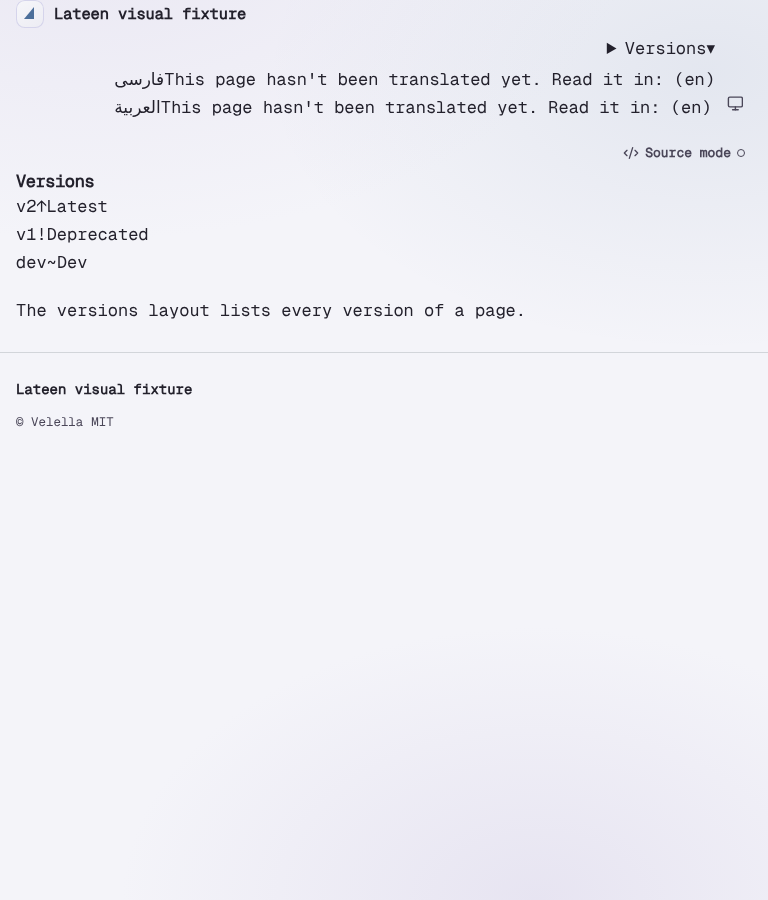 Lateen visual fixture
▶ Versions▾
فارسیThis page hasn't been translated yet. Read it in: (en)
العربيةThis page hasn't been translated yet. Read it in: (en)
</> Source mode
Versions
v2↑Latest
v1!Deprecated
dev~Dev
The versions layout lists every version of a page.
Lateen visual fixture
© Velella MIT